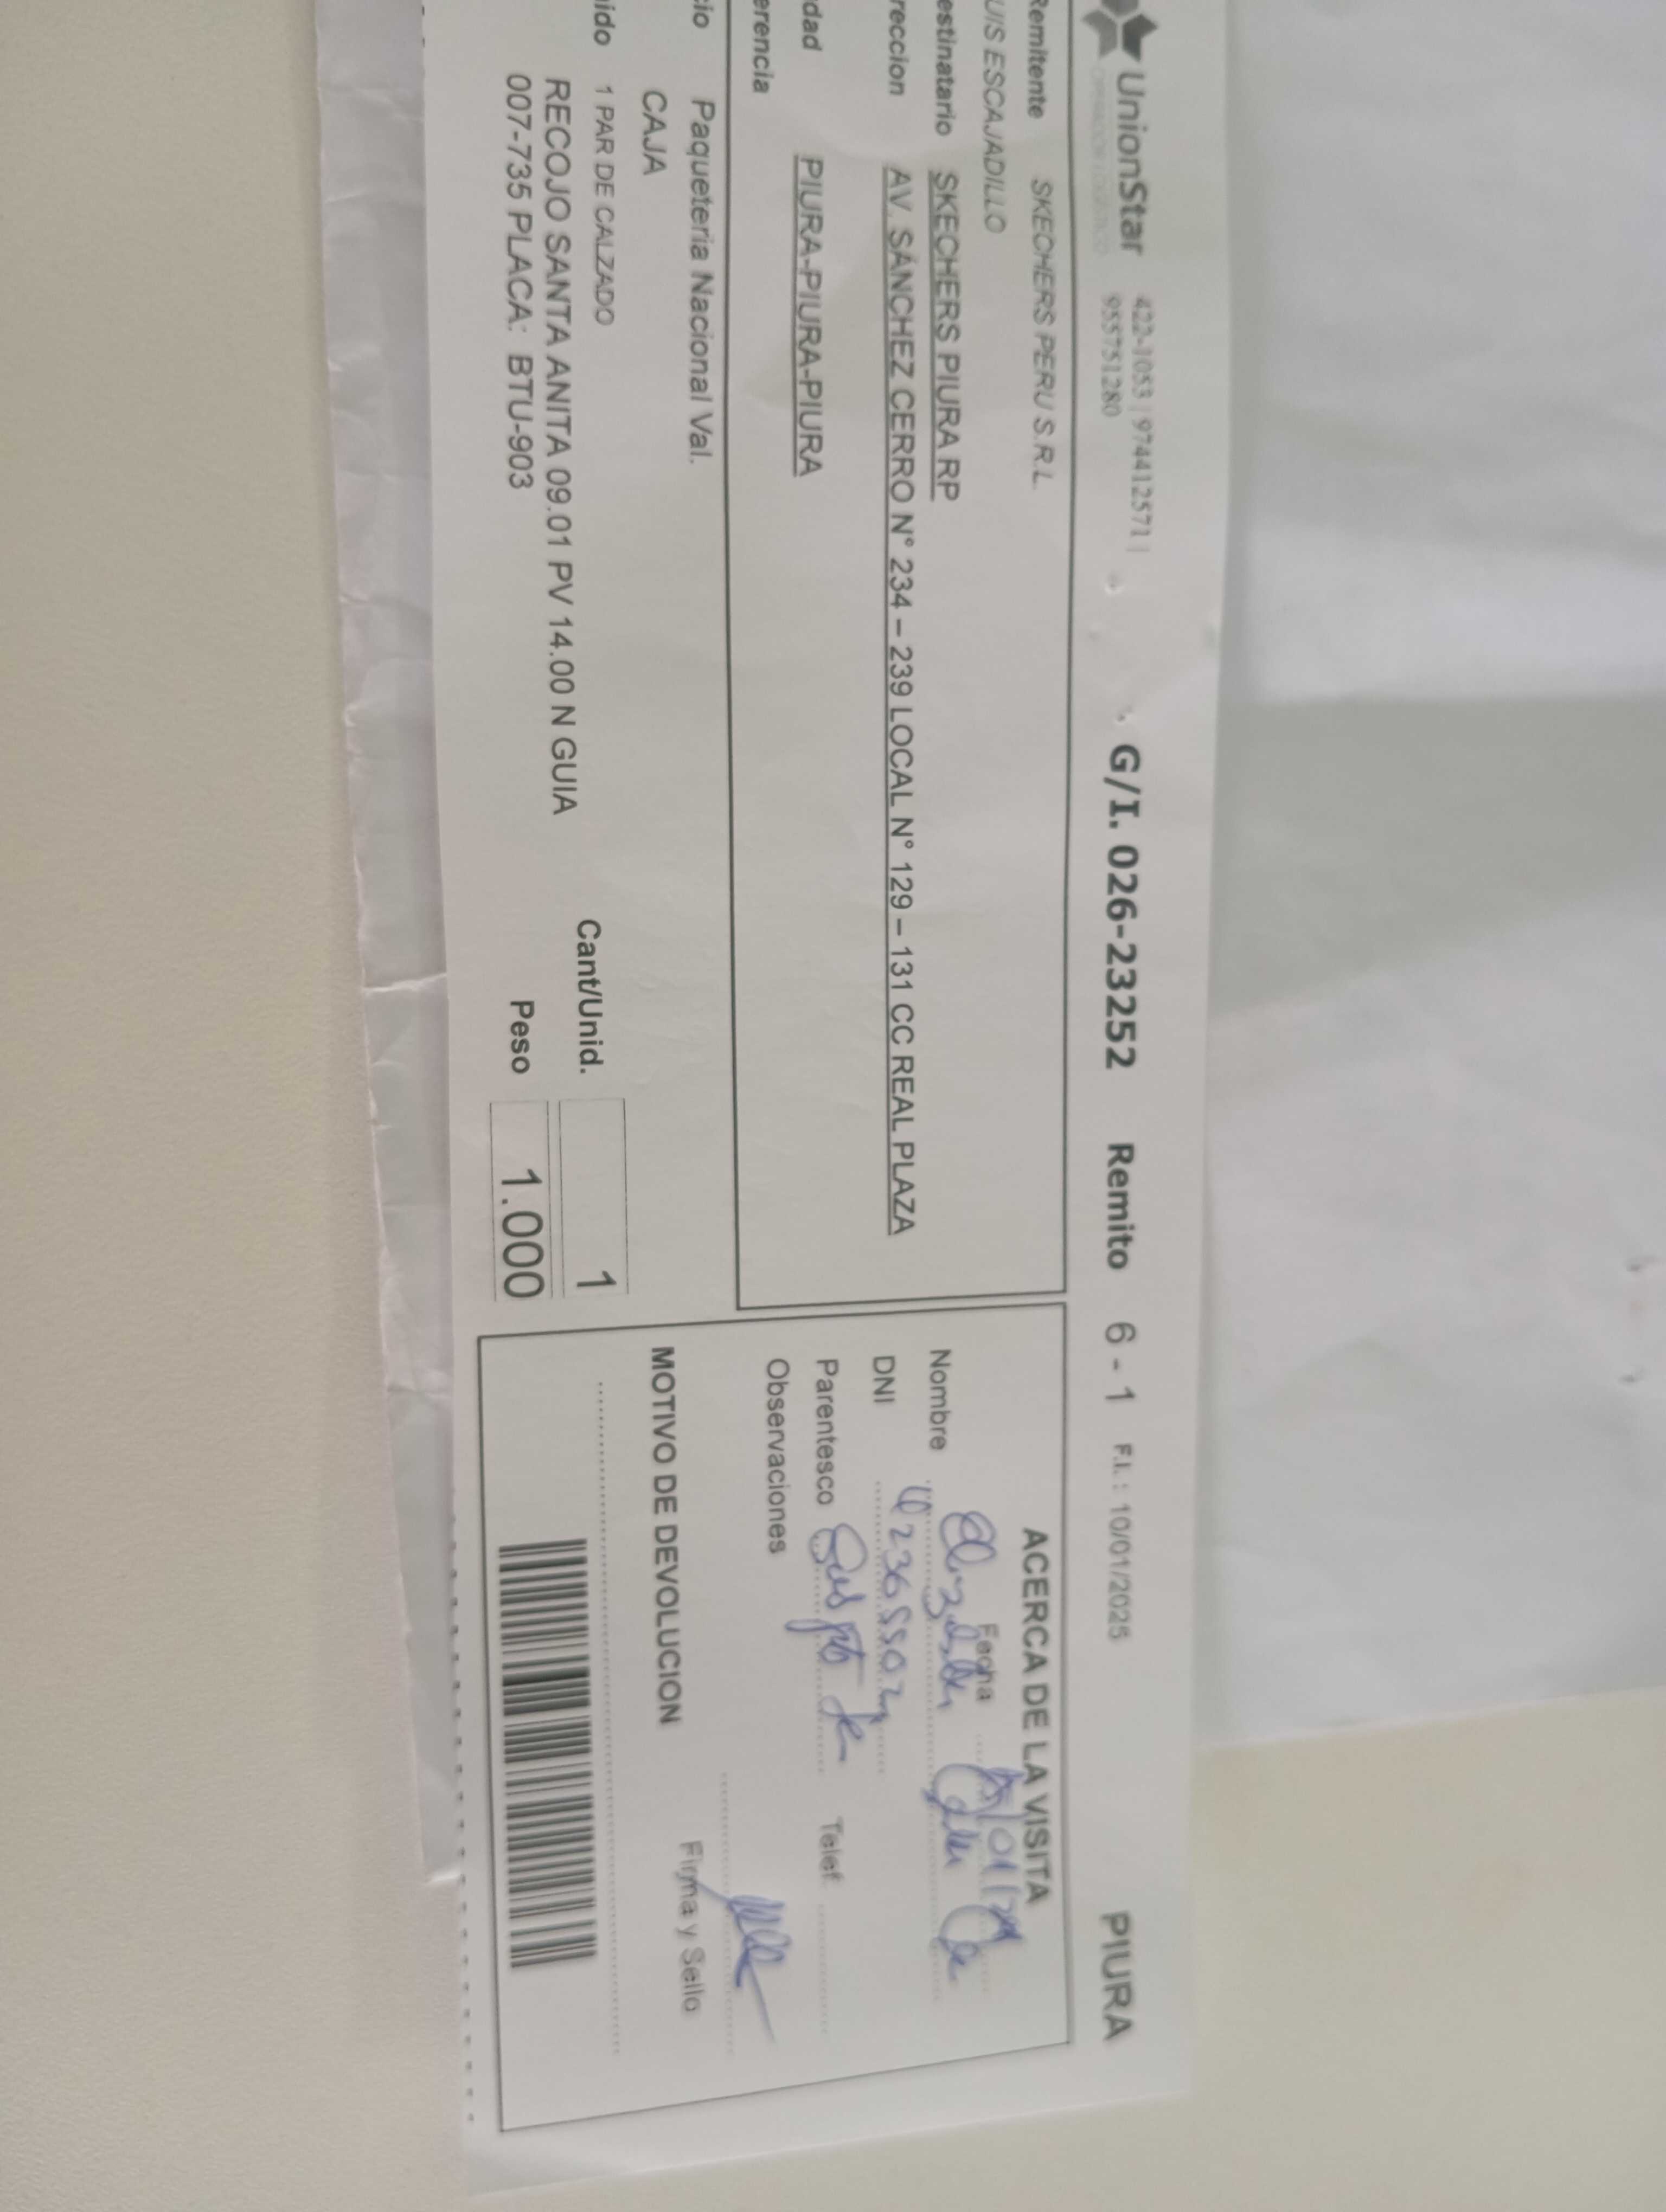 UnionStar 422-1053 | 974412571 | G/I. 026-23252 Remito 6 - 1 F.I. : 10/01/2025 PIURA
955751280
Remitente SKECHERS PERU S.R.L.
UIS ESCAJADILLO
estinatario SKECHERS PIURA RP
reccion AV. SÁNCHEZ CERRO N° 234 – 239 LOCAL N° 129 – 131 CC REAL PLAZA
dad PIURA-PIURA-PIURA
erencia
cio Paqueteria Nacional Val.
CAJA
ido 1 PAR DE CALZADO
RECOJO SANTA ANITA 09.01 PV 14.00 N GUIA
007-735 PLACA: BTU-903
Cant/Unid. 1
Peso 1.000
ACERCA DE LA VISITA
Fecha
Nombre
DNI
Parentesco Telef
Observaciones
Firma y Sello
MOTIVO DE DEVOLUCION